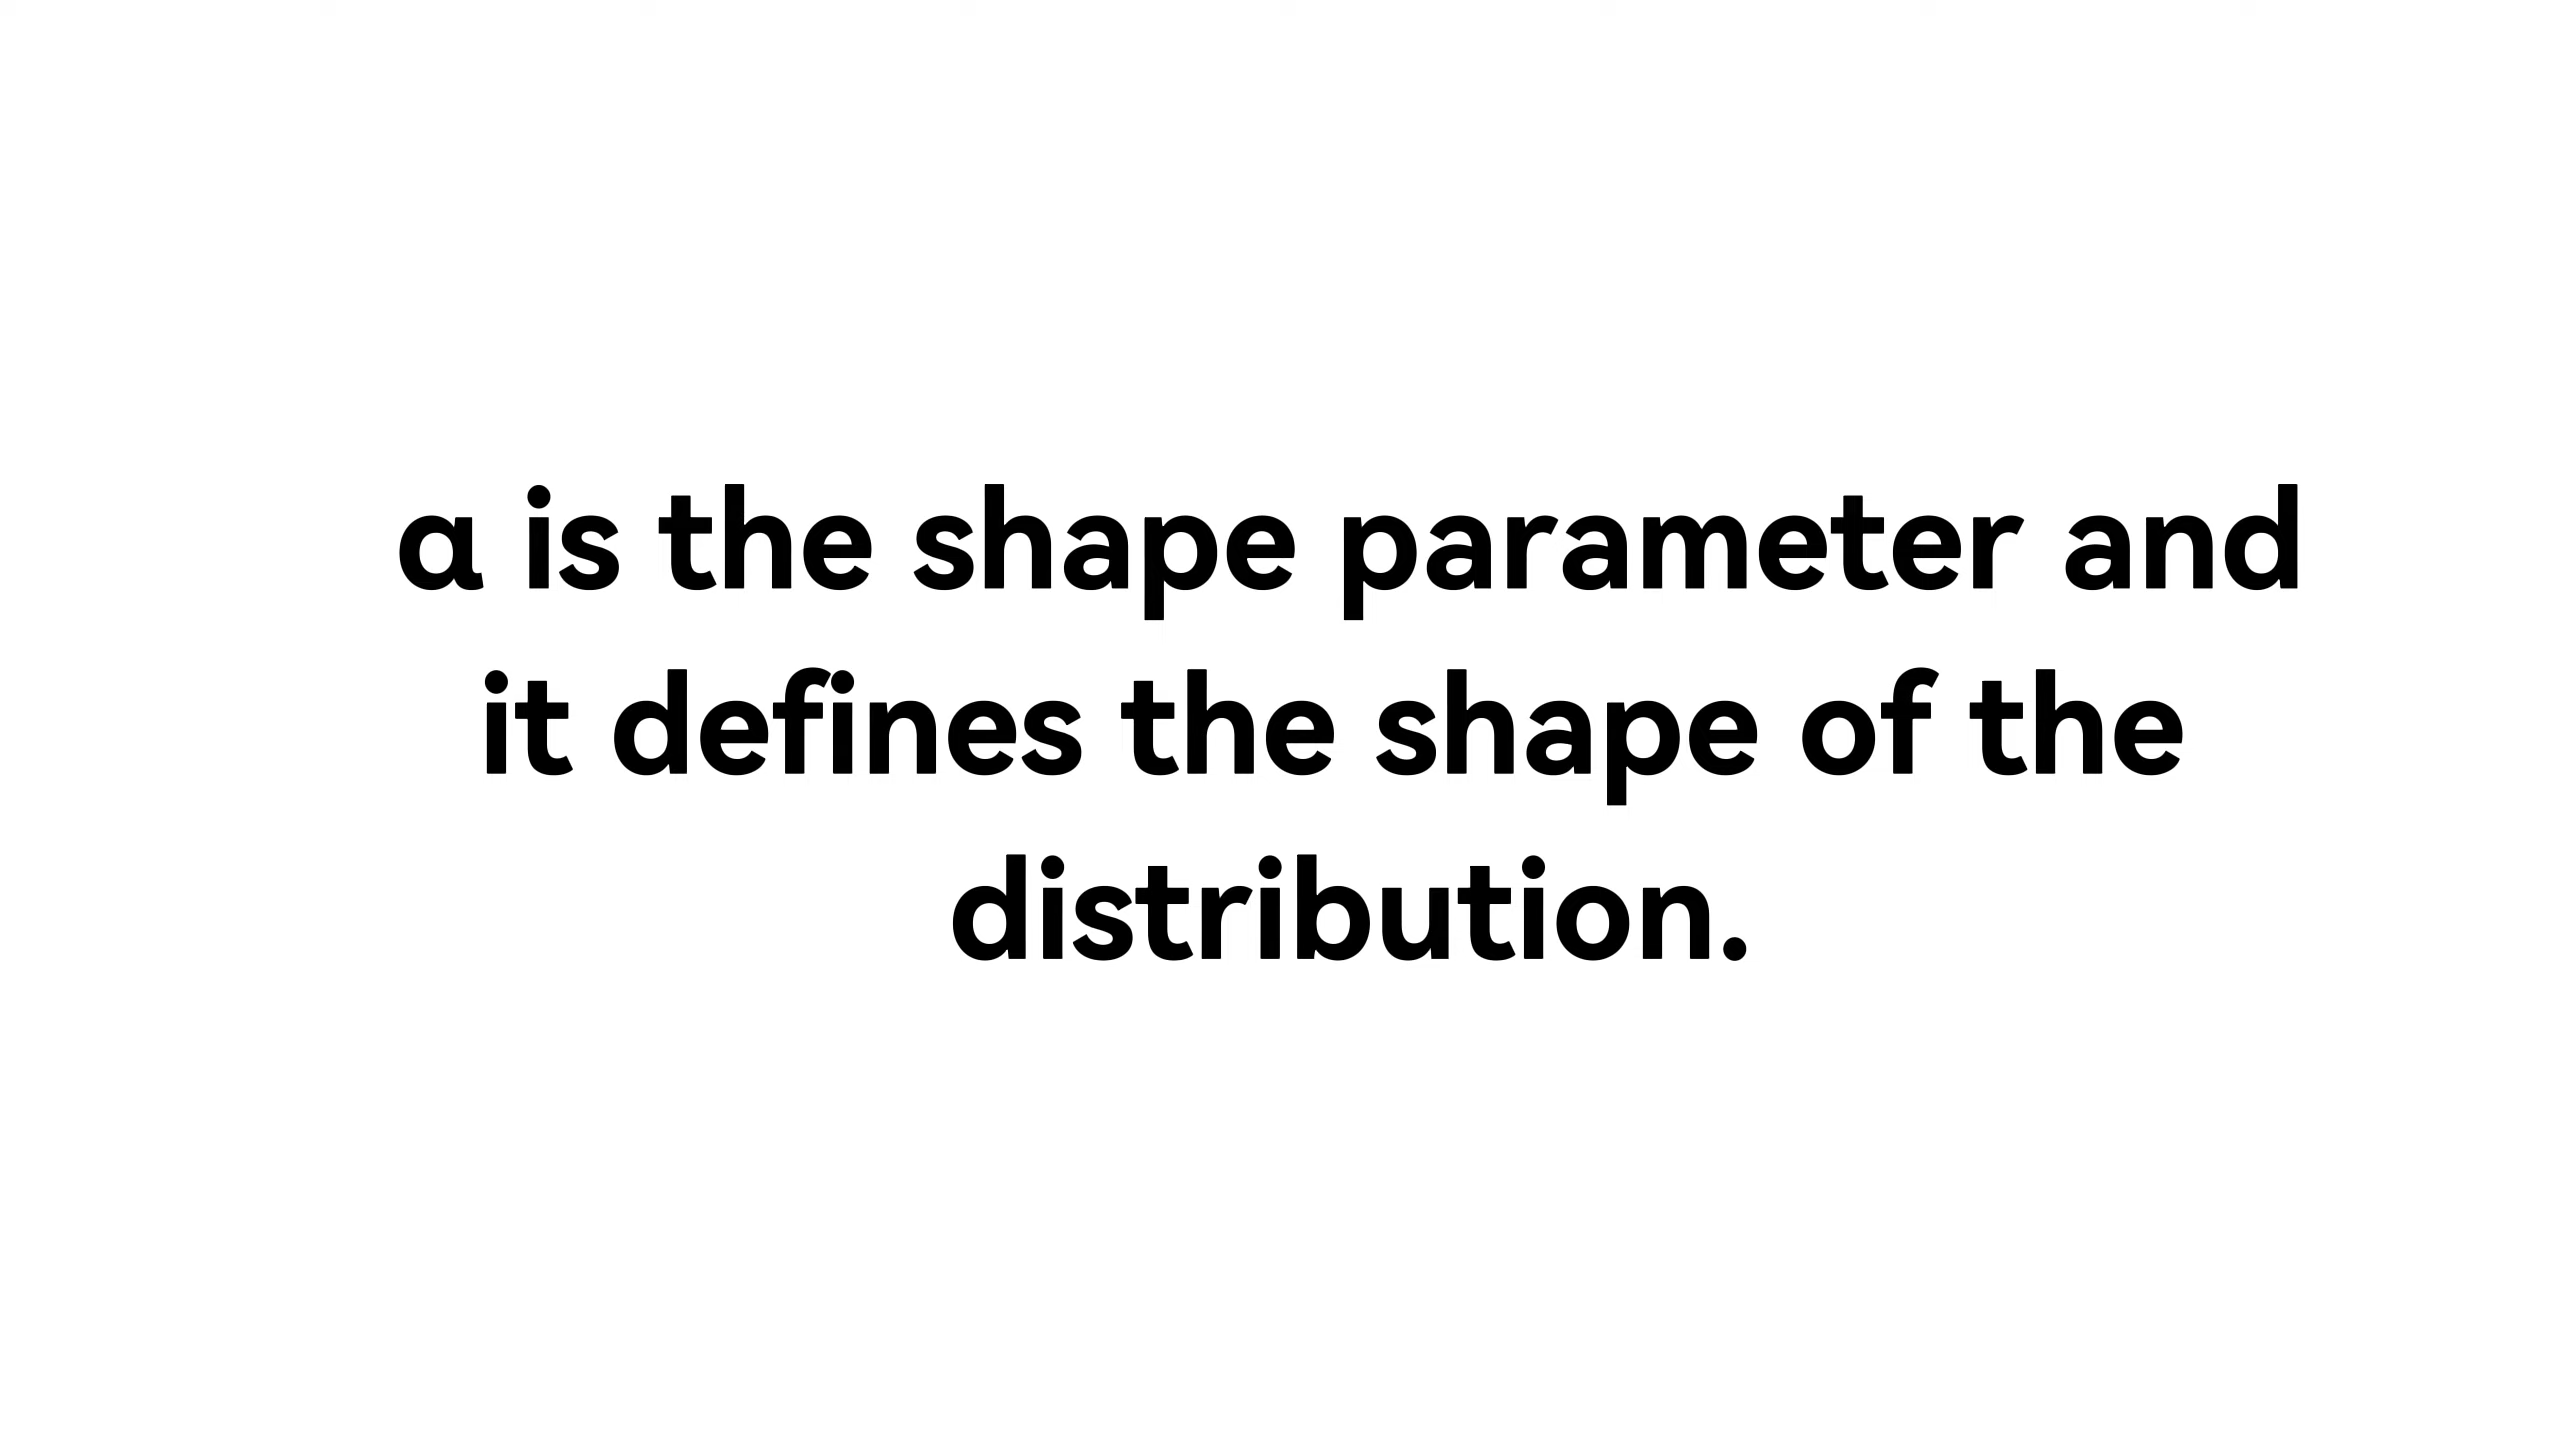 α is the shape parameter and
it defines the shape of the
distribution.